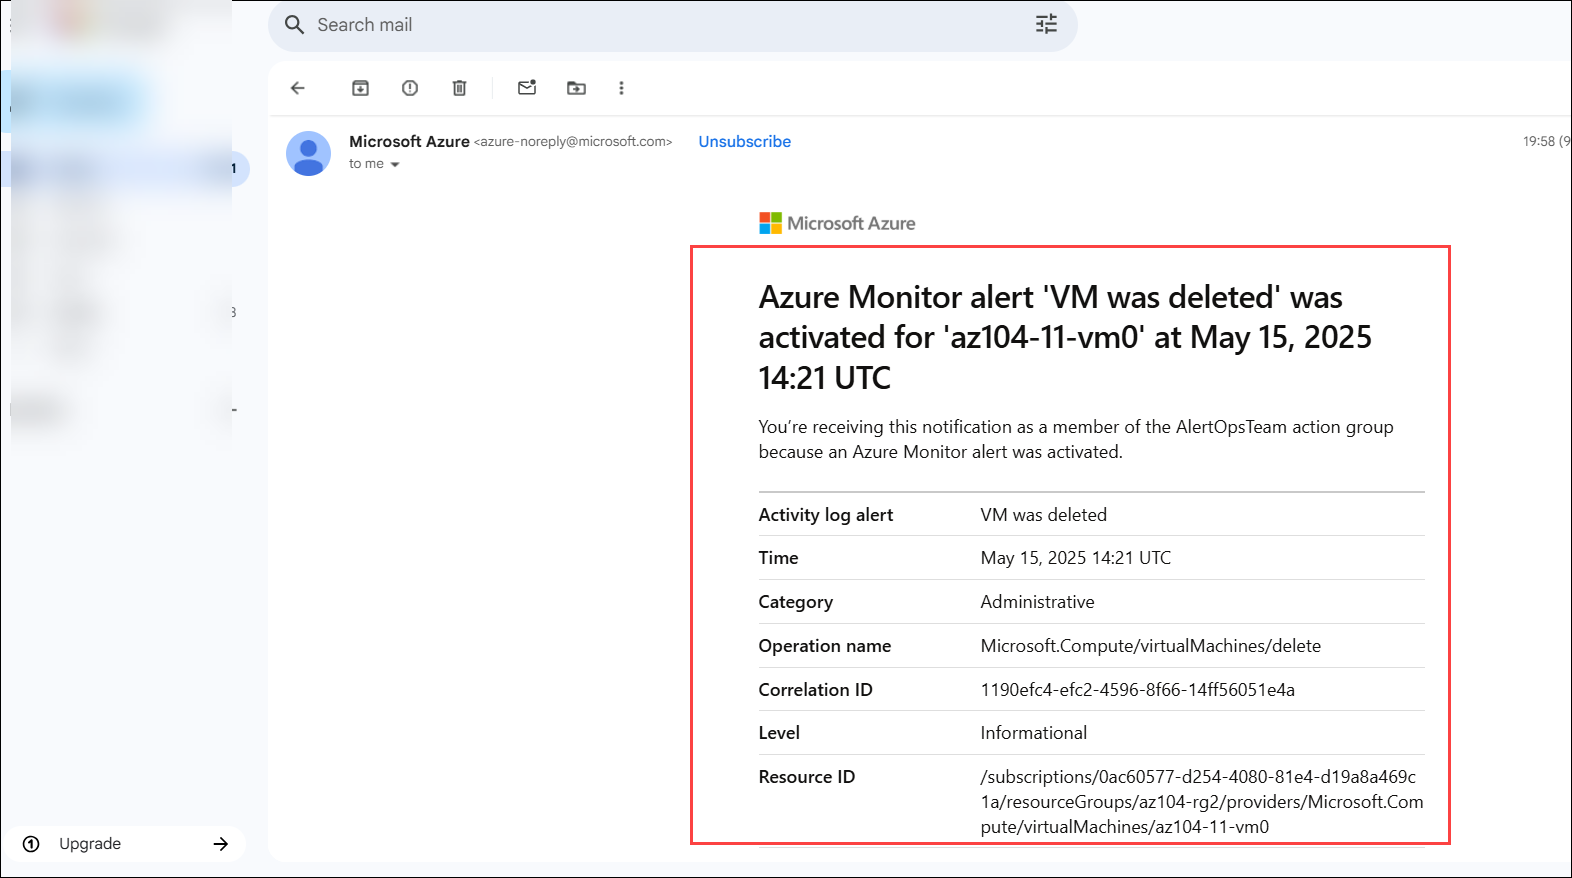 Search mail
Microsoft Azure <azure-noreply@microsoft.com> Unsubscribe 19:58 (9
to me
1
Microsoft Azure
Azure Monitor alert 'VM was deleted' was
activated for 'az104-11-vm0' at May 15, 2025
14:21 UTC
You're receiving this notification as a member of the AlertOpsTeam action group
because an Azure Monitor alert was activated.
Activity log alert VM was deleted
Time May 15, 2025 14:21 UTC
Category Administrative
Operation name Microsoft.Compute/virtualMachines/delete
Correlation ID 1190efc4-efc2-4596-8f66-14ff56051e4a
Level Informational
Resource ID /subscriptions/0ac60577-d254-4080-81e4-d19a8a469c
1a/resourceGroups/az104-rg2/providers/Microsoft.Com
pute/virtualMachines/az104-11-vm0
Upgrade